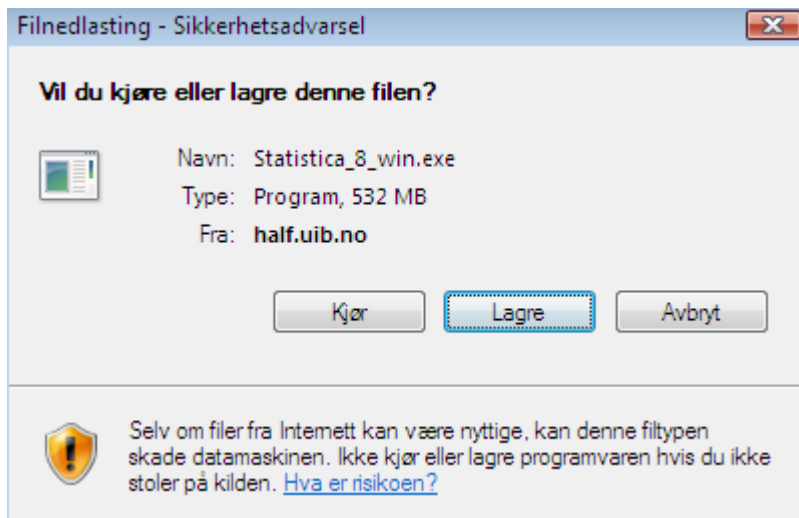 Filnedlasting - Sikkerhetsadvarsel
Vil du kjøre eller lagre denne filen?
Navn: Statistica_8_win.exe
Type: Program, 532 MB
Fra: half.uib.no
Kjør Lagre Avbryt
Selv om filer fra Internett kan være nyttige, kan denne filtypen
skade datamaskinen. Ikke kjør eller lagre programvaren hvis du ikke
stoler på kilden. Hva er risikoen?